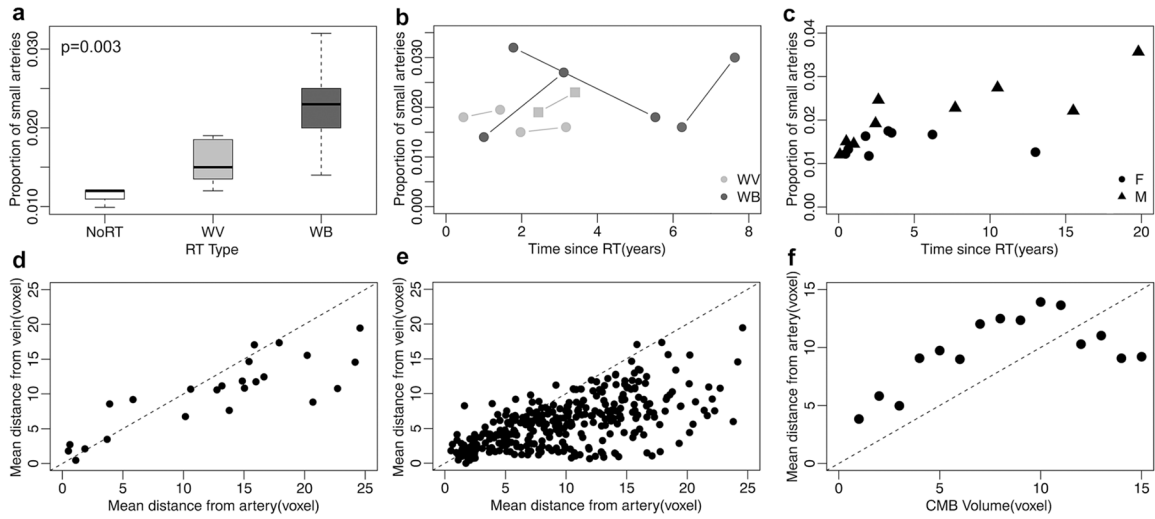 a
Proportion of small arteries
0.010 0.020 0.030
p=0.003
NoRT WV WB
RT Type
b
Proportion of small arteries
0.000 0.010 0.020 0.030
WV
WB
0 2 4 6 8
Time since RT(years)
c
Proportion of small arteries
0.00 0.01 0.02 0.03 0.04
F
M
0 5 10 15 20
Time since RT(years)
d
Mean distance from vein(voxel)
0 5 10 15 20 25
0 5 10 15 20 25
Mean distance from artery(voxel)
e
Mean distance from vein(voxel)
0 5 10 15 20 25
0 5 10 15 20 25
Mean distance from artery(voxel)
f
Mean distance from artery(voxel)
0 5 10 15
0 5 10 15
CMB Volume(voxel)